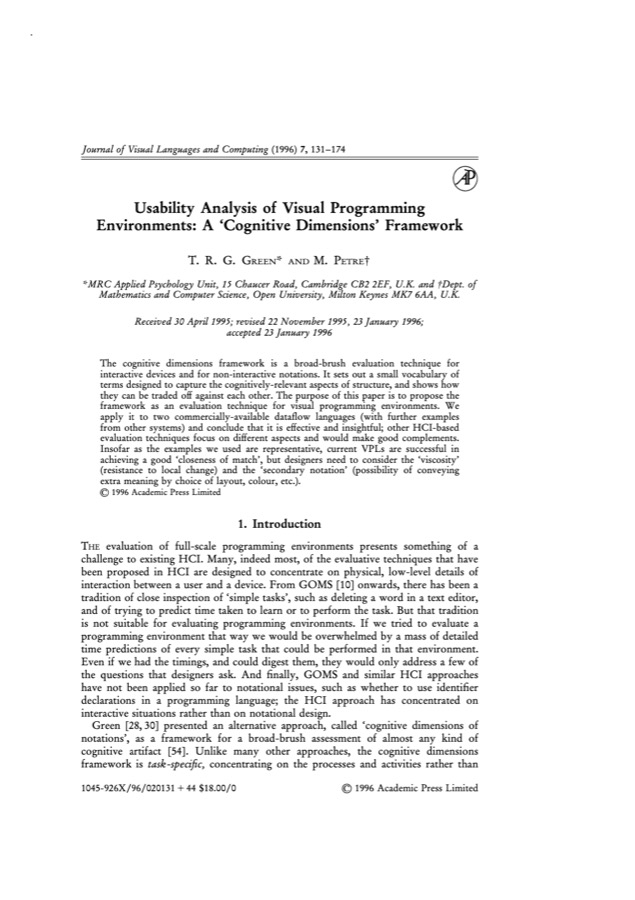 Journal of Visual Languages and Computing (1996) 7, 131–174
AP
Usability Analysis of Visual Programming
Environments: A ‘Cognitive Dimensions’ Framework
T. R. G. GREEN* AND M. PETRE†
*MRC Applied Psychology Unit, 15 Chaucer Road, Cambridge CB2 2EF, U.K. and †Dept. of
Mathematics and Computer Science, Open University, Milton Keynes MK7 6AA, U.K.
Received 30 April 1995; revised 22 November 1995, 23 January 1996;
accepted 23 January 1996
The cognitive dimensions framework is a broad-brush evaluation technique for
interactive devices and for non-interactive notations. It sets out a small vocabulary of
terms designed to capture the cognitively-relevant aspects of structure, and shows how
they can be traded off against each other. The purpose of this paper is to propose the
framework as an evaluation technique for visual programming environments. We
apply it to two commercially-available dataflow languages (with further examples
from other systems) and conclude that it is effective and insightful; other HCI-based
evaluation techniques focus on different aspects and would make good complements.
Insofar as the examples we used are representative, current VPLs are successful in
achieving a good ‘closeness of match’, but designers need to consider the ‘viscosity’
(resistance to local change) and the ‘secondary notation’ (possibility of conveying
extra meaning by choice of layout, colour, etc.).
© 1996 Academic Press Limited
1. Introduction
THE evaluation of full-scale programming environments presents something of a
challenge to existing HCI. Many, indeed most, of the evaluative techniques that have
been proposed in HCI are designed to concentrate on physical, low-level details of
interaction between a user and a device. From GOMS [10] onwards, there has been a
tradition of close inspection of ‘simple tasks’, such as deleting a word in a text editor,
and of trying to predict time taken to learn or to perform the task. But that tradition
is not suitable for evaluating programming environments. If we tried to evaluate a
programming environment that way we would be overwhelmed by a mass of detailed
time predictions of every simple task that could be performed in that environment.
Even if we had the timings, and could digest them, they would only address a few of
the questions that designers ask. And finally, GOMS and similar HCI approaches
have not been applied so far to notational issues, such as whether to use identifier
declarations in a programming language; the HCI approach has concentrated on
interactive situations rather than on notational design.
Green [28, 30] presented an alternative approach, called ‘cognitive dimensions of
notations’, as a framework for a broad-brush assessment of almost any kind of
cognitive artifact [54]. Unlike many other approaches, the cognitive dimensions
framework is task-specific, concentrating on the processes and activities rather than
1045-926X/96/020131 + 44 $18.00/0 © 1996 Academic Press Limited